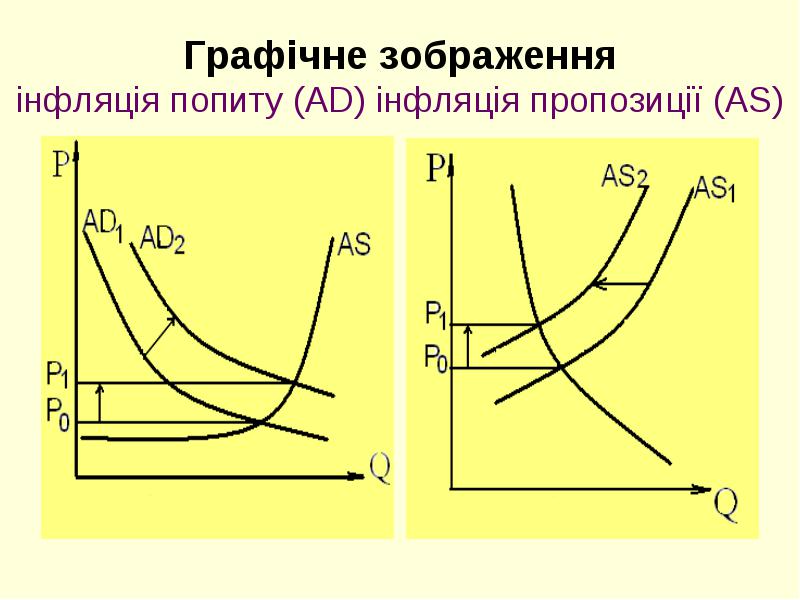 Графічне зображення
інфляція попиту (AD) інфляція пропозиції (AS)
P
AD1
AD2
AS
P1
P0
Q
P
AS2
AS1
P1
P0
Q